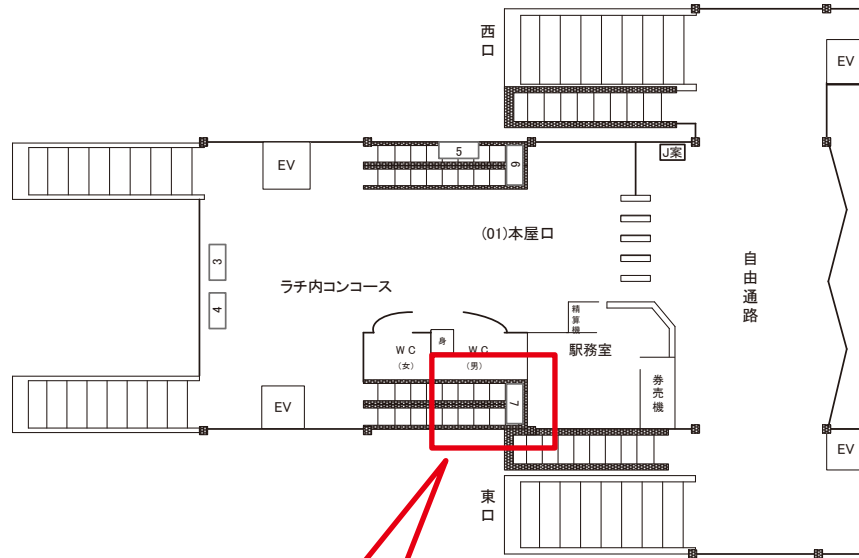 西口
EV
5
6
J案
EV
(01)本屋口
自由通路
3
4
ラチ内コンコース
精算機
身
WC
(女)
WC
(男)
駅務室
券売機
7
EV
EV
東口